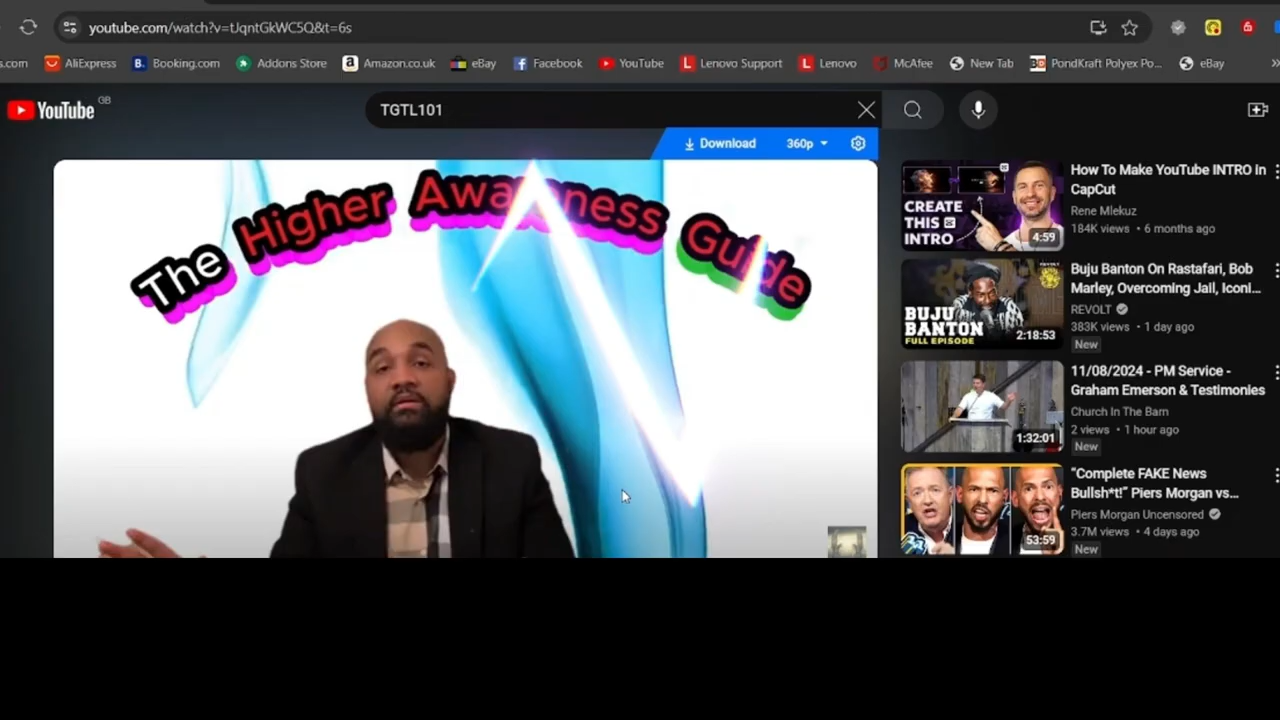 youtube.com/watch?v=tJqntGkWC5Q&t=6s
s.com
AliExpress
Booking.com
Addons Store
Amazon.co.uk
eBay
Facebook
YouTube
Lenovo Support
Lenovo
McAfee
New Tab
PondKraft Polyex Po...
eBay
YouTube GB
TGTL101
Download
360p
The Higher Awareness Guide
CREATE
THIS
INTRO
4:59
How To Make YouTube INTRO in
CapCut
Rene Mlekuz
184K views • 6 months ago
BUJU
BANTON
FULL EPISODE
2:18:53
Buju Banton On Rastafari, Bob
Marley, Overcoming Jail, Iconi...
REVOLT
383K views • 1 day ago
New
1:32:01
11/08/2024 - PM Service -
Graham Emerson & Testimonies
Church In The Barn
2 views • 1 hour ago
New
53:59
“Complete FAKE News
Bullsh*t!” Piers Morgan vs...
Piers Morgan Uncensored
3.7M views • 4 days ago
New